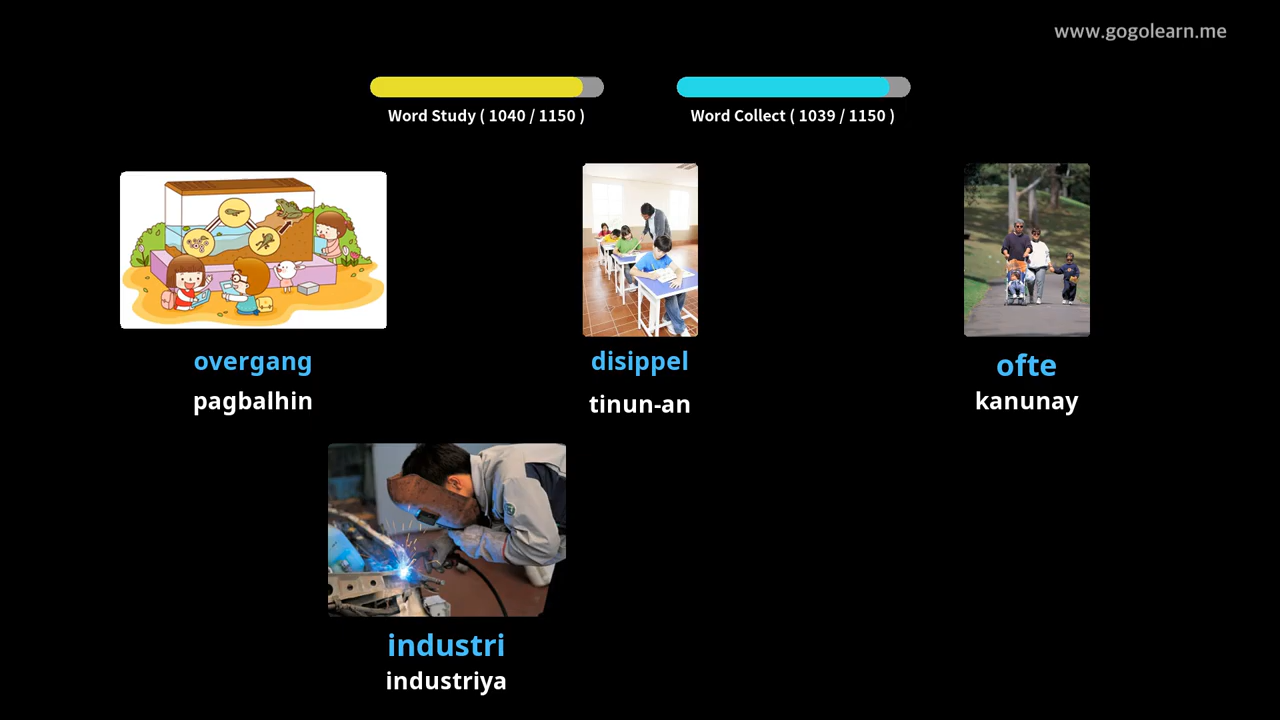 www.gogolearn.me
Word Study ( 1040 / 1150 )
Word Collect ( 1039 / 1150 )
overgang
pagbalhin
disippel
tinun-an
ofte
kanunay
industri
industriya